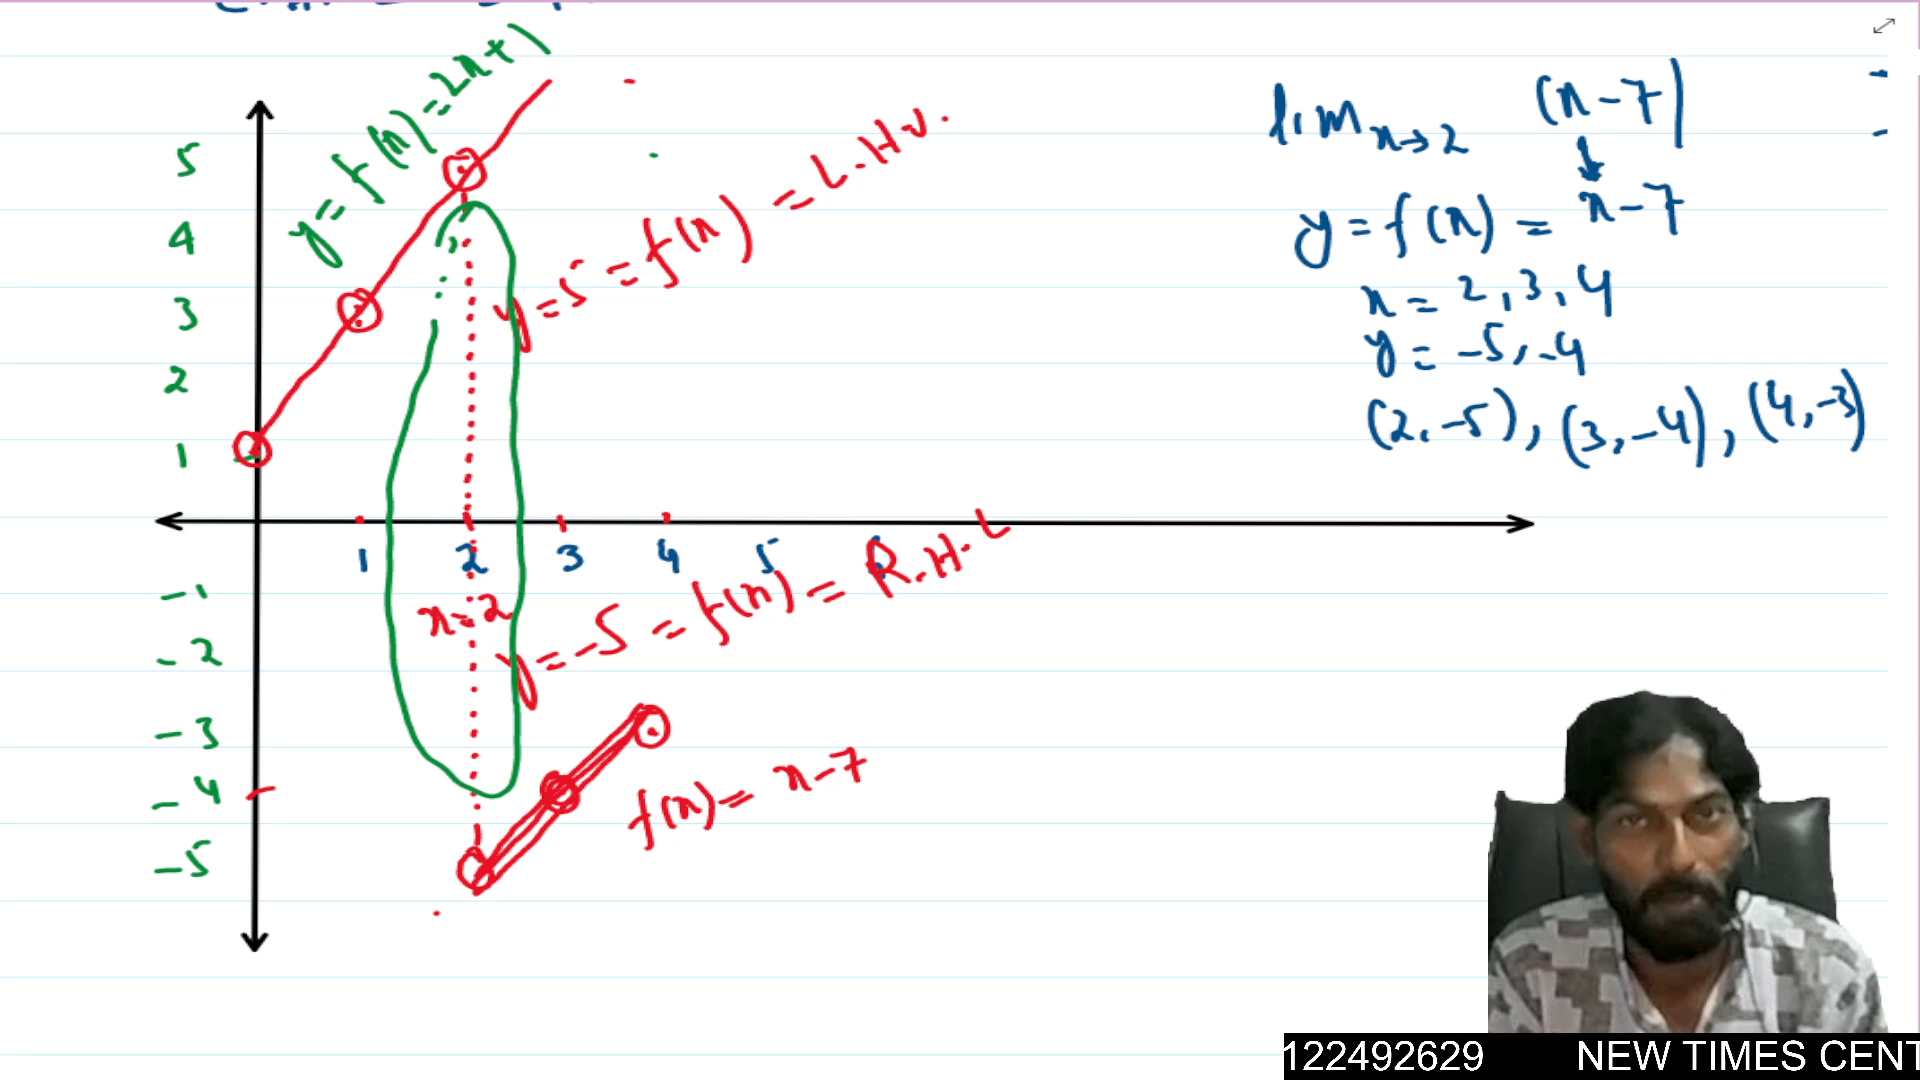 y = f(x) = 2x+1
5
4
3
2
1
y = 5 = f(x) = L.H.L.
1 2 3 4 5
x=2
y = -5 = f(x) = R.H.L
-1
-2
-3
-4
-5
f(x) = x-7
lim x→2 (x-7)
y = f(x) = x-7
x = 2, 3, 4
y = -5, -4
(2,-5), (3,-4), (4,-3)
122492629 NEW TIMES CENT